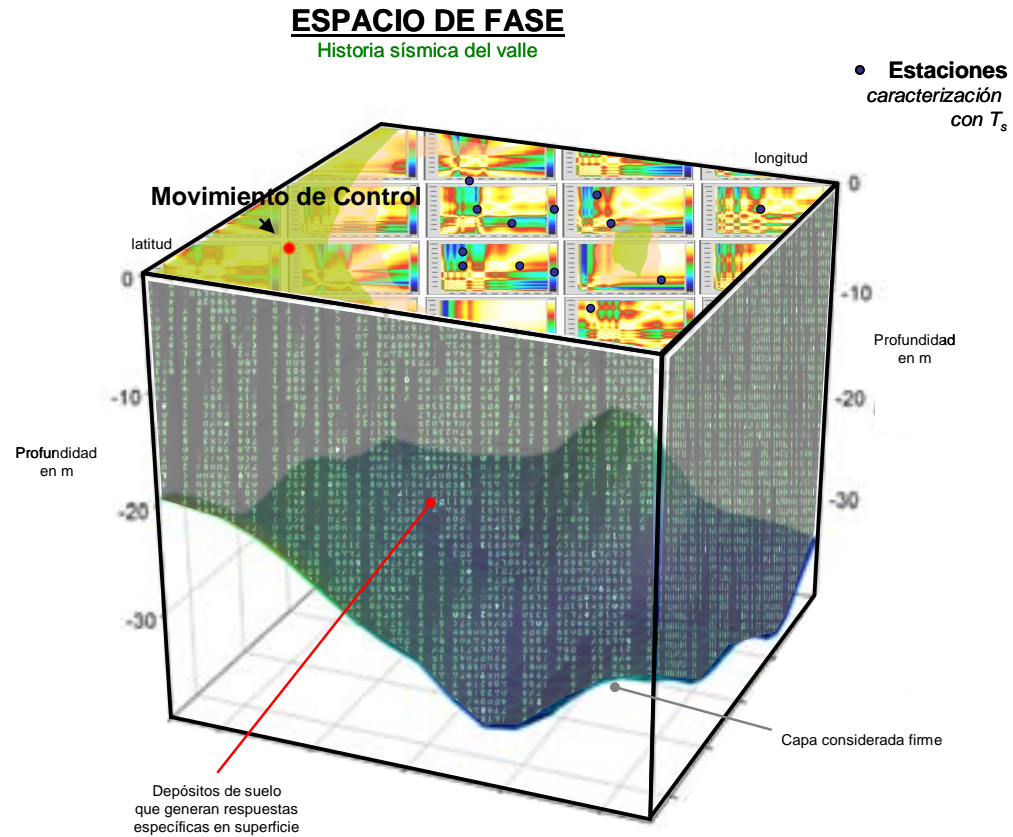 ESPACIO DE FASE
Historia sísmica del valle
Estaciones
caracterización
con Ts
longitud
Movimiento de Control
latitud
0
0
-10
Profundidad
en m
-10
-20
Profundidad
en m
-20
-30
-30
Capa considerada firme
Depósitos de suelo
que generan respuestas
específicas en superficie